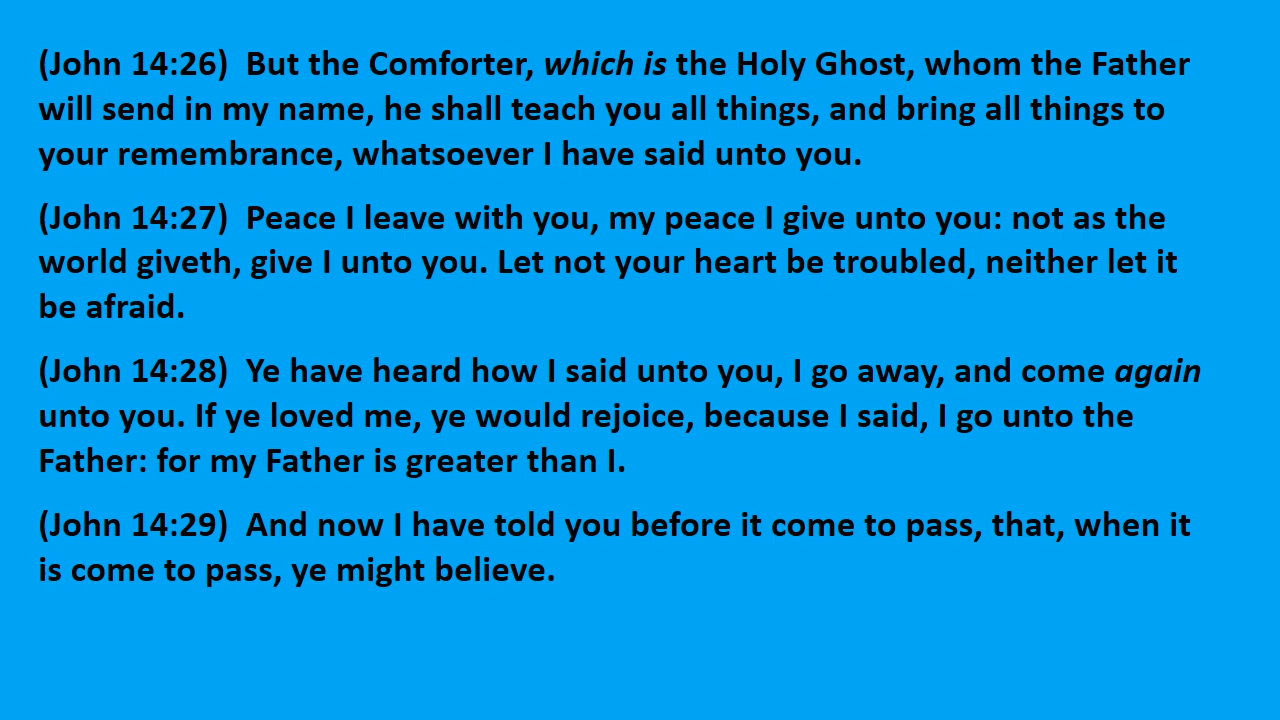 (John 14:26)  But the Comforter, which is the Holy Ghost, whom the Father
will send in my name, he shall teach you all things, and bring all things to
your remembrance, whatsoever I have said unto you.
(John 14:27)  Peace I leave with you, my peace I give unto you: not as the
world giveth, give I unto you. Let not your heart be troubled, neither let it
be afraid.
(John 14:28)  Ye have heard how I said unto you, I go away, and come again
unto you. If ye loved me, ye would rejoice, because I said, I go unto the
Father: for my Father is greater than I.
(John 14:29)  And now I have told you before it come to pass, that, when it
is come to pass, ye might believe.